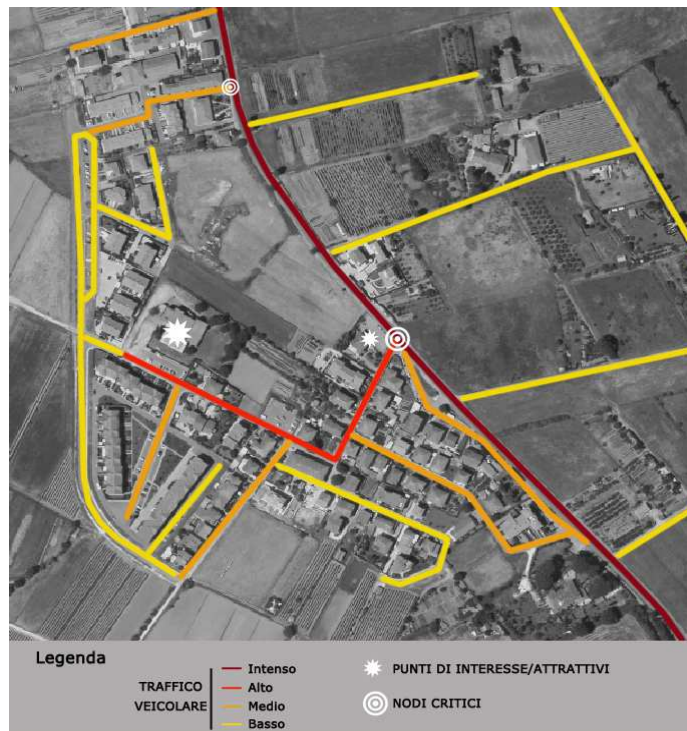 Legenda
TRAFFICO
VEICOLARE
Intenso
Alto
Medio
Basso
PUNTI DI INTERESSE/ATTRATTIVI
NODI CRITICI